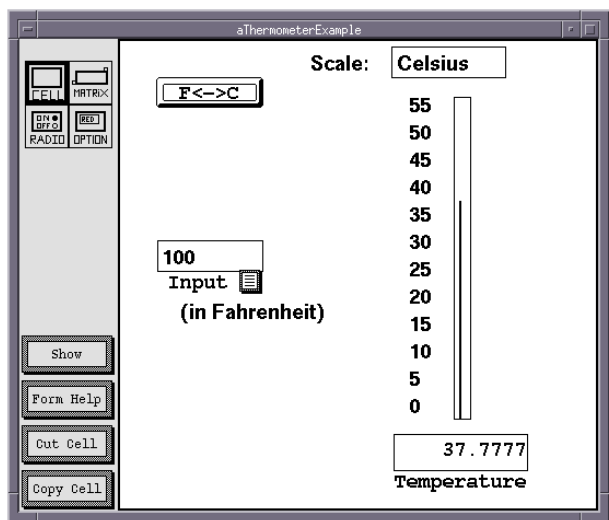 aThermometerExample
CELL MATRiX
ON OFF RADIO
RED OPTION
Show
Form Help
Cut Cell
Copy Cell
F<->C
100
Input
(in Fahrenheit)
Scale: Celsius
55
50
45
40
35
30
25
20
15
10
5
0
37.7777
Temperature